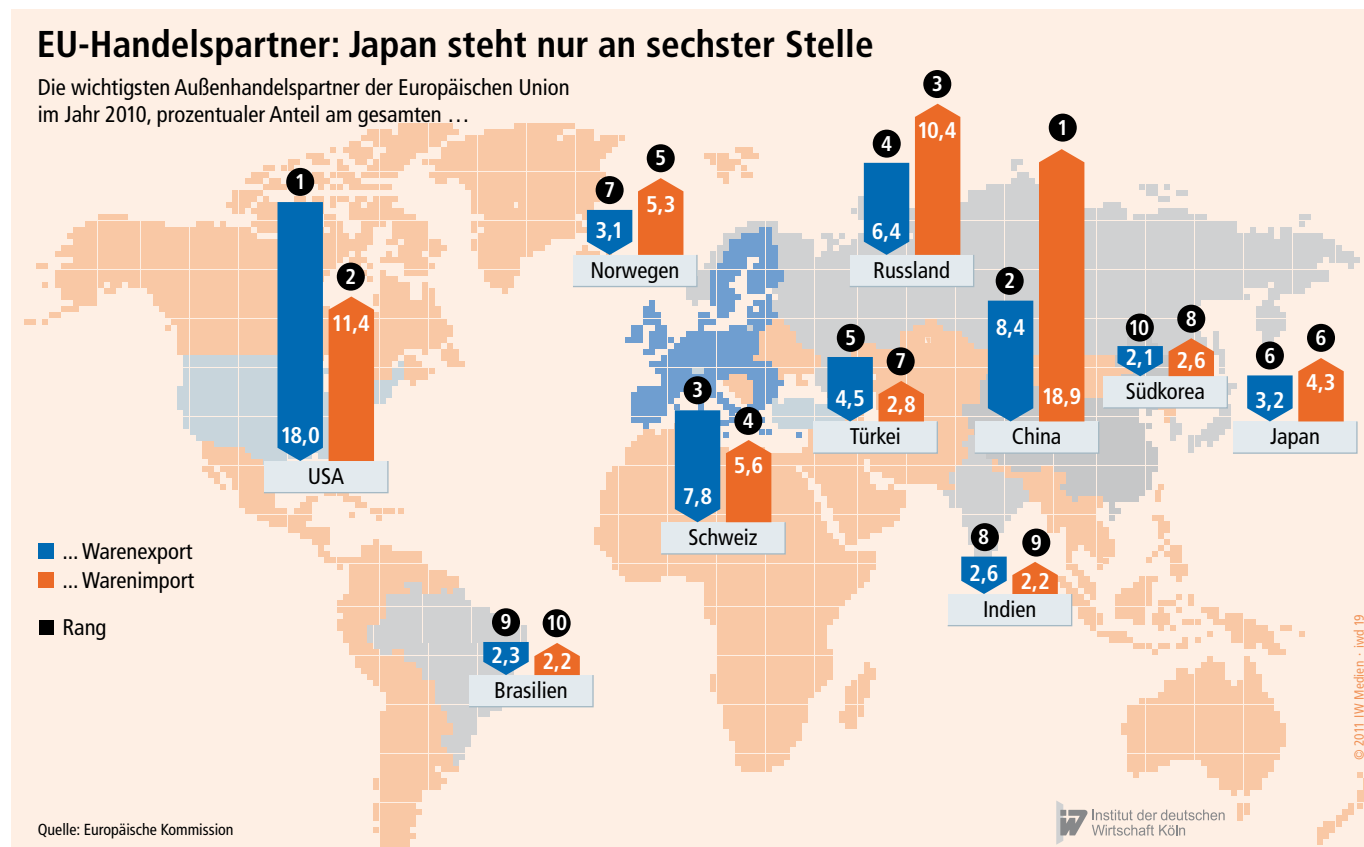 EU-Handelspartner: Japan steht nur an sechster Stelle
Die wichtigsten Außenhandelspartner der Europäischen Union
im Jahr 2010, prozentualer Anteil am gesamten …
1
18,0
2
11,4
USA
7
3,1
5
5,3
Norwegen
4
6,4
3
10,4
Russland
2
8,4
1
18,9
China
10
2,1
8
2,6
Südkorea
6
3,2
6
4,3
Japan
5
4,5
7
2,8
Türkei
3
7,8
4
5,6
Schweiz
8
2,6
9
2,2
Indien
9
2,3
10
2,2
Brasilien
... Warenexport
... Warenimport
Rang
Quelle: Europäische Kommission
iw
Institut der deutschen
Wirtschaft Köln
© 2011 IW Medien · iwd 19